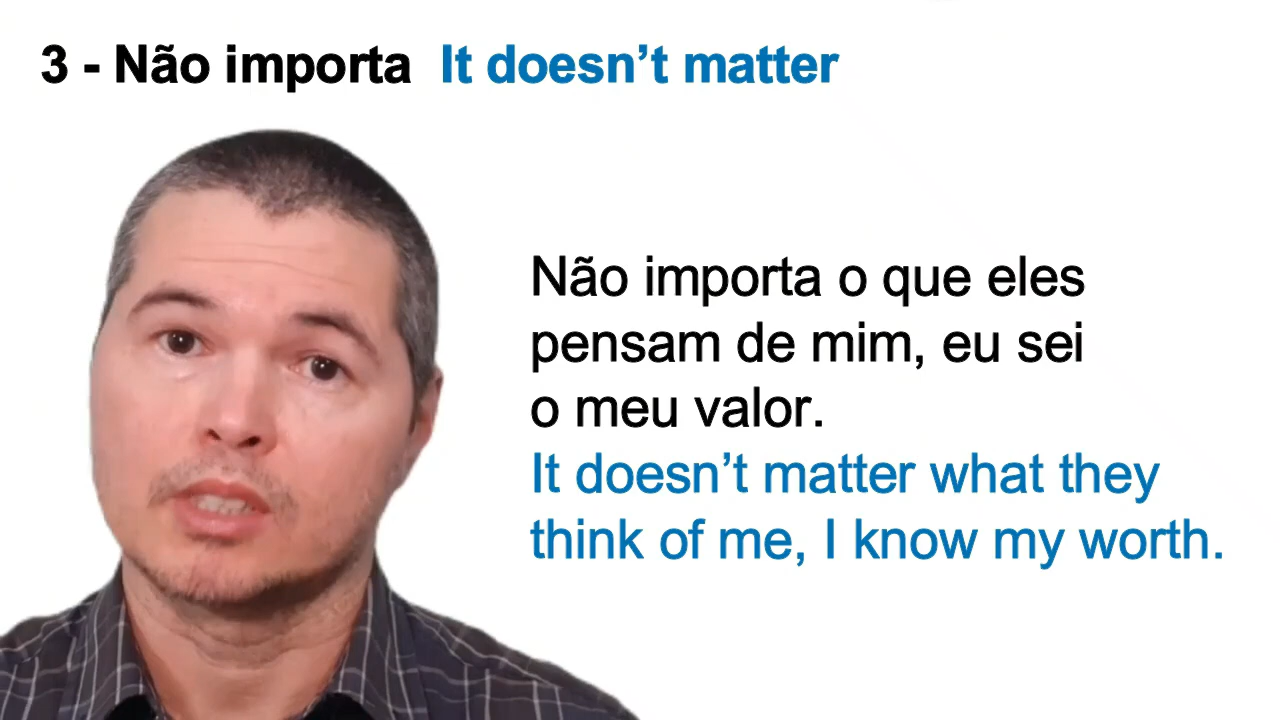 3 - Não importa It doesn’t matter
Não importa o que eles
pensam de mim, eu sei
o meu valor.
It doesn’t matter what they
think of me, I know my worth.